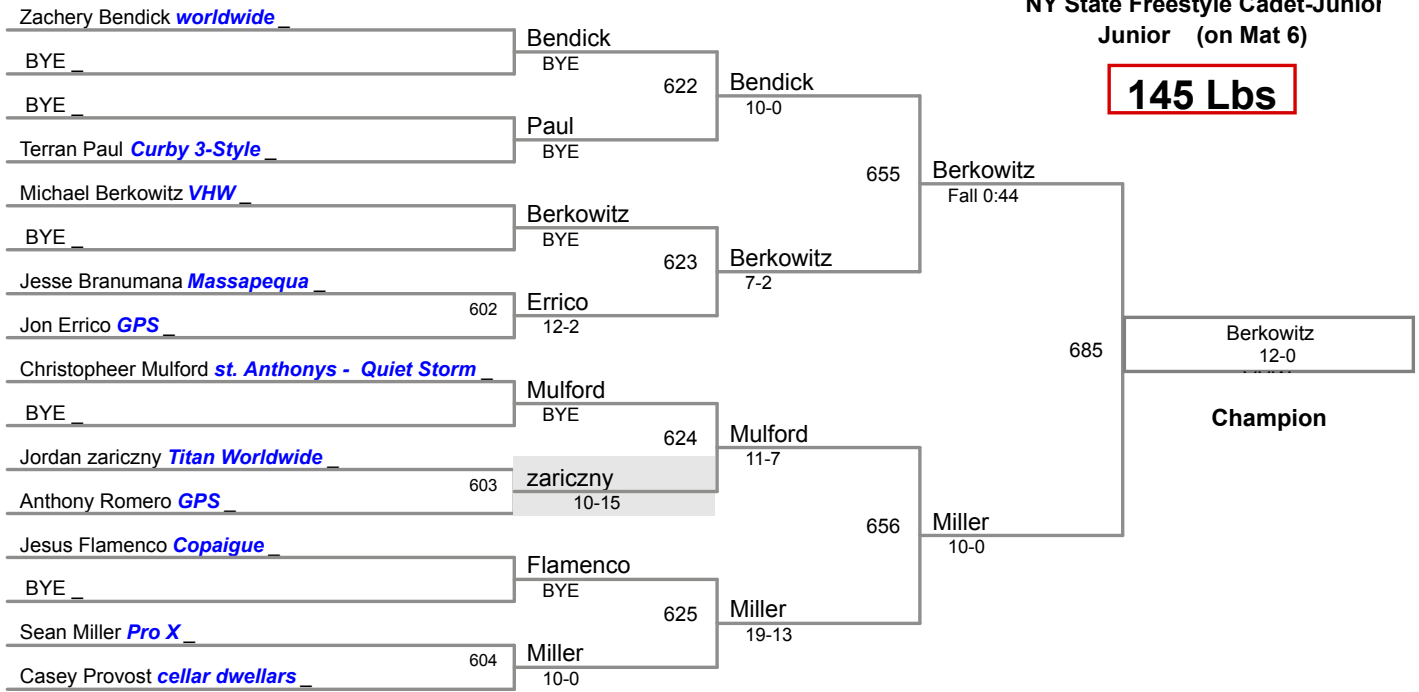 NY State Freestyle Cadet-Junior
Junior (on Mat 6)
145 Lbs
Zachery Bendick worldwide _
BYE _
BYE _
Terran Paul Curby 3-Style _
Michael Berkowitz VHW _
BYE _
Jesse Branumana Massapequa _
Jon Errico GPS _
Christopheer Mulford st. Anthonys - Quiet Storm _
BYE _
Jordan zariczny Titan Worldwide _
Anthony Romero GPS _
Jesus Flamenco Copaigue _
BYE _
Sean Miller Pro X _
Casey Provost cellar dwellars _
602
603
604
Bendick
BYE
Paul
BYE
Berkowitz
BYE
Errico
12-2
Mulford
BYE
zariczny
10-15
Flamenco
BYE
Miller
10-0
622
623
624
625
Bendick
10-0
Berkowitz
7-2
Mulford
11-7
Miller
19-13
655
656
Berkowitz
Fall 0:44
Miller
10-0
685
Berkowitz
12-0
Champion